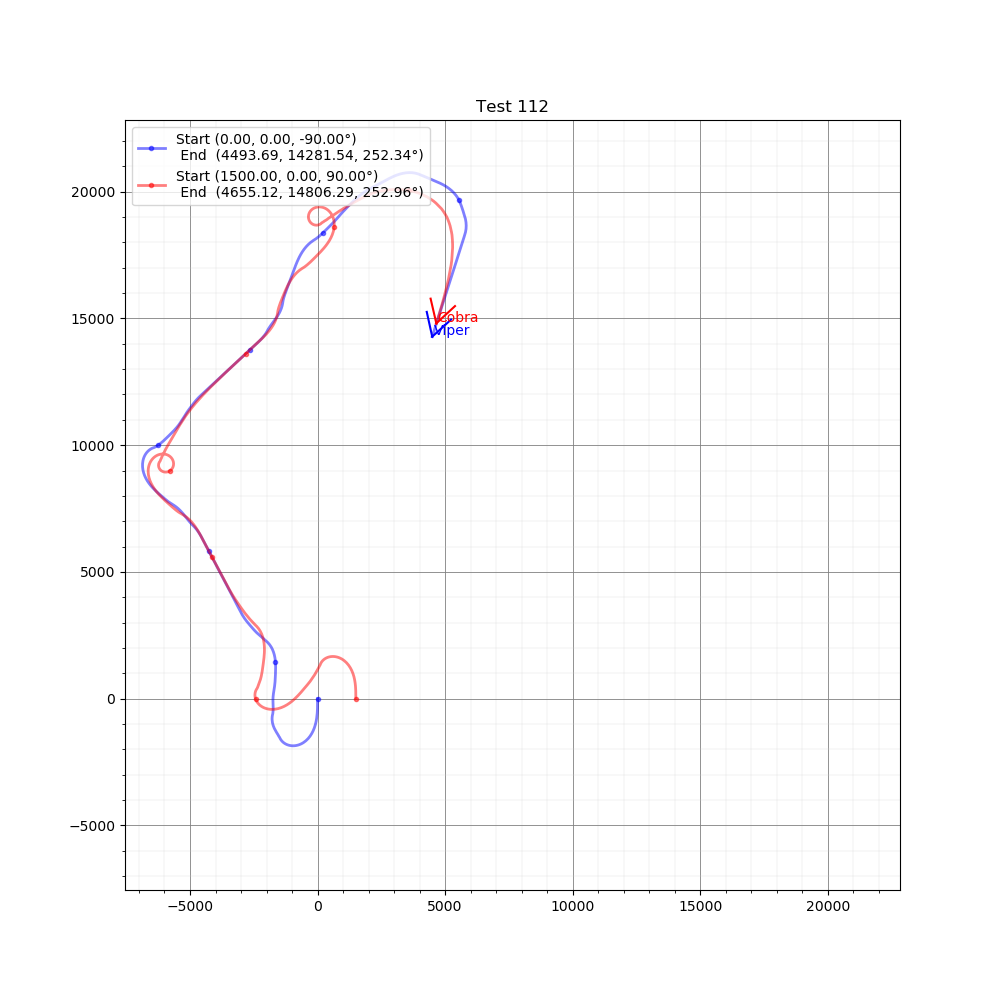 Test 112
Start (0.00, 0.00, -90.00°)
End (4493.69, 14281.54, 252.34°)
Start (1500.00, 0.00, 90.00°)
End (4655.12, 14806.29, 252.96°)
20000
15000
10000
5000
0
−5000
Cobra
Viper
−5000 0 5000 10000 15000 20000